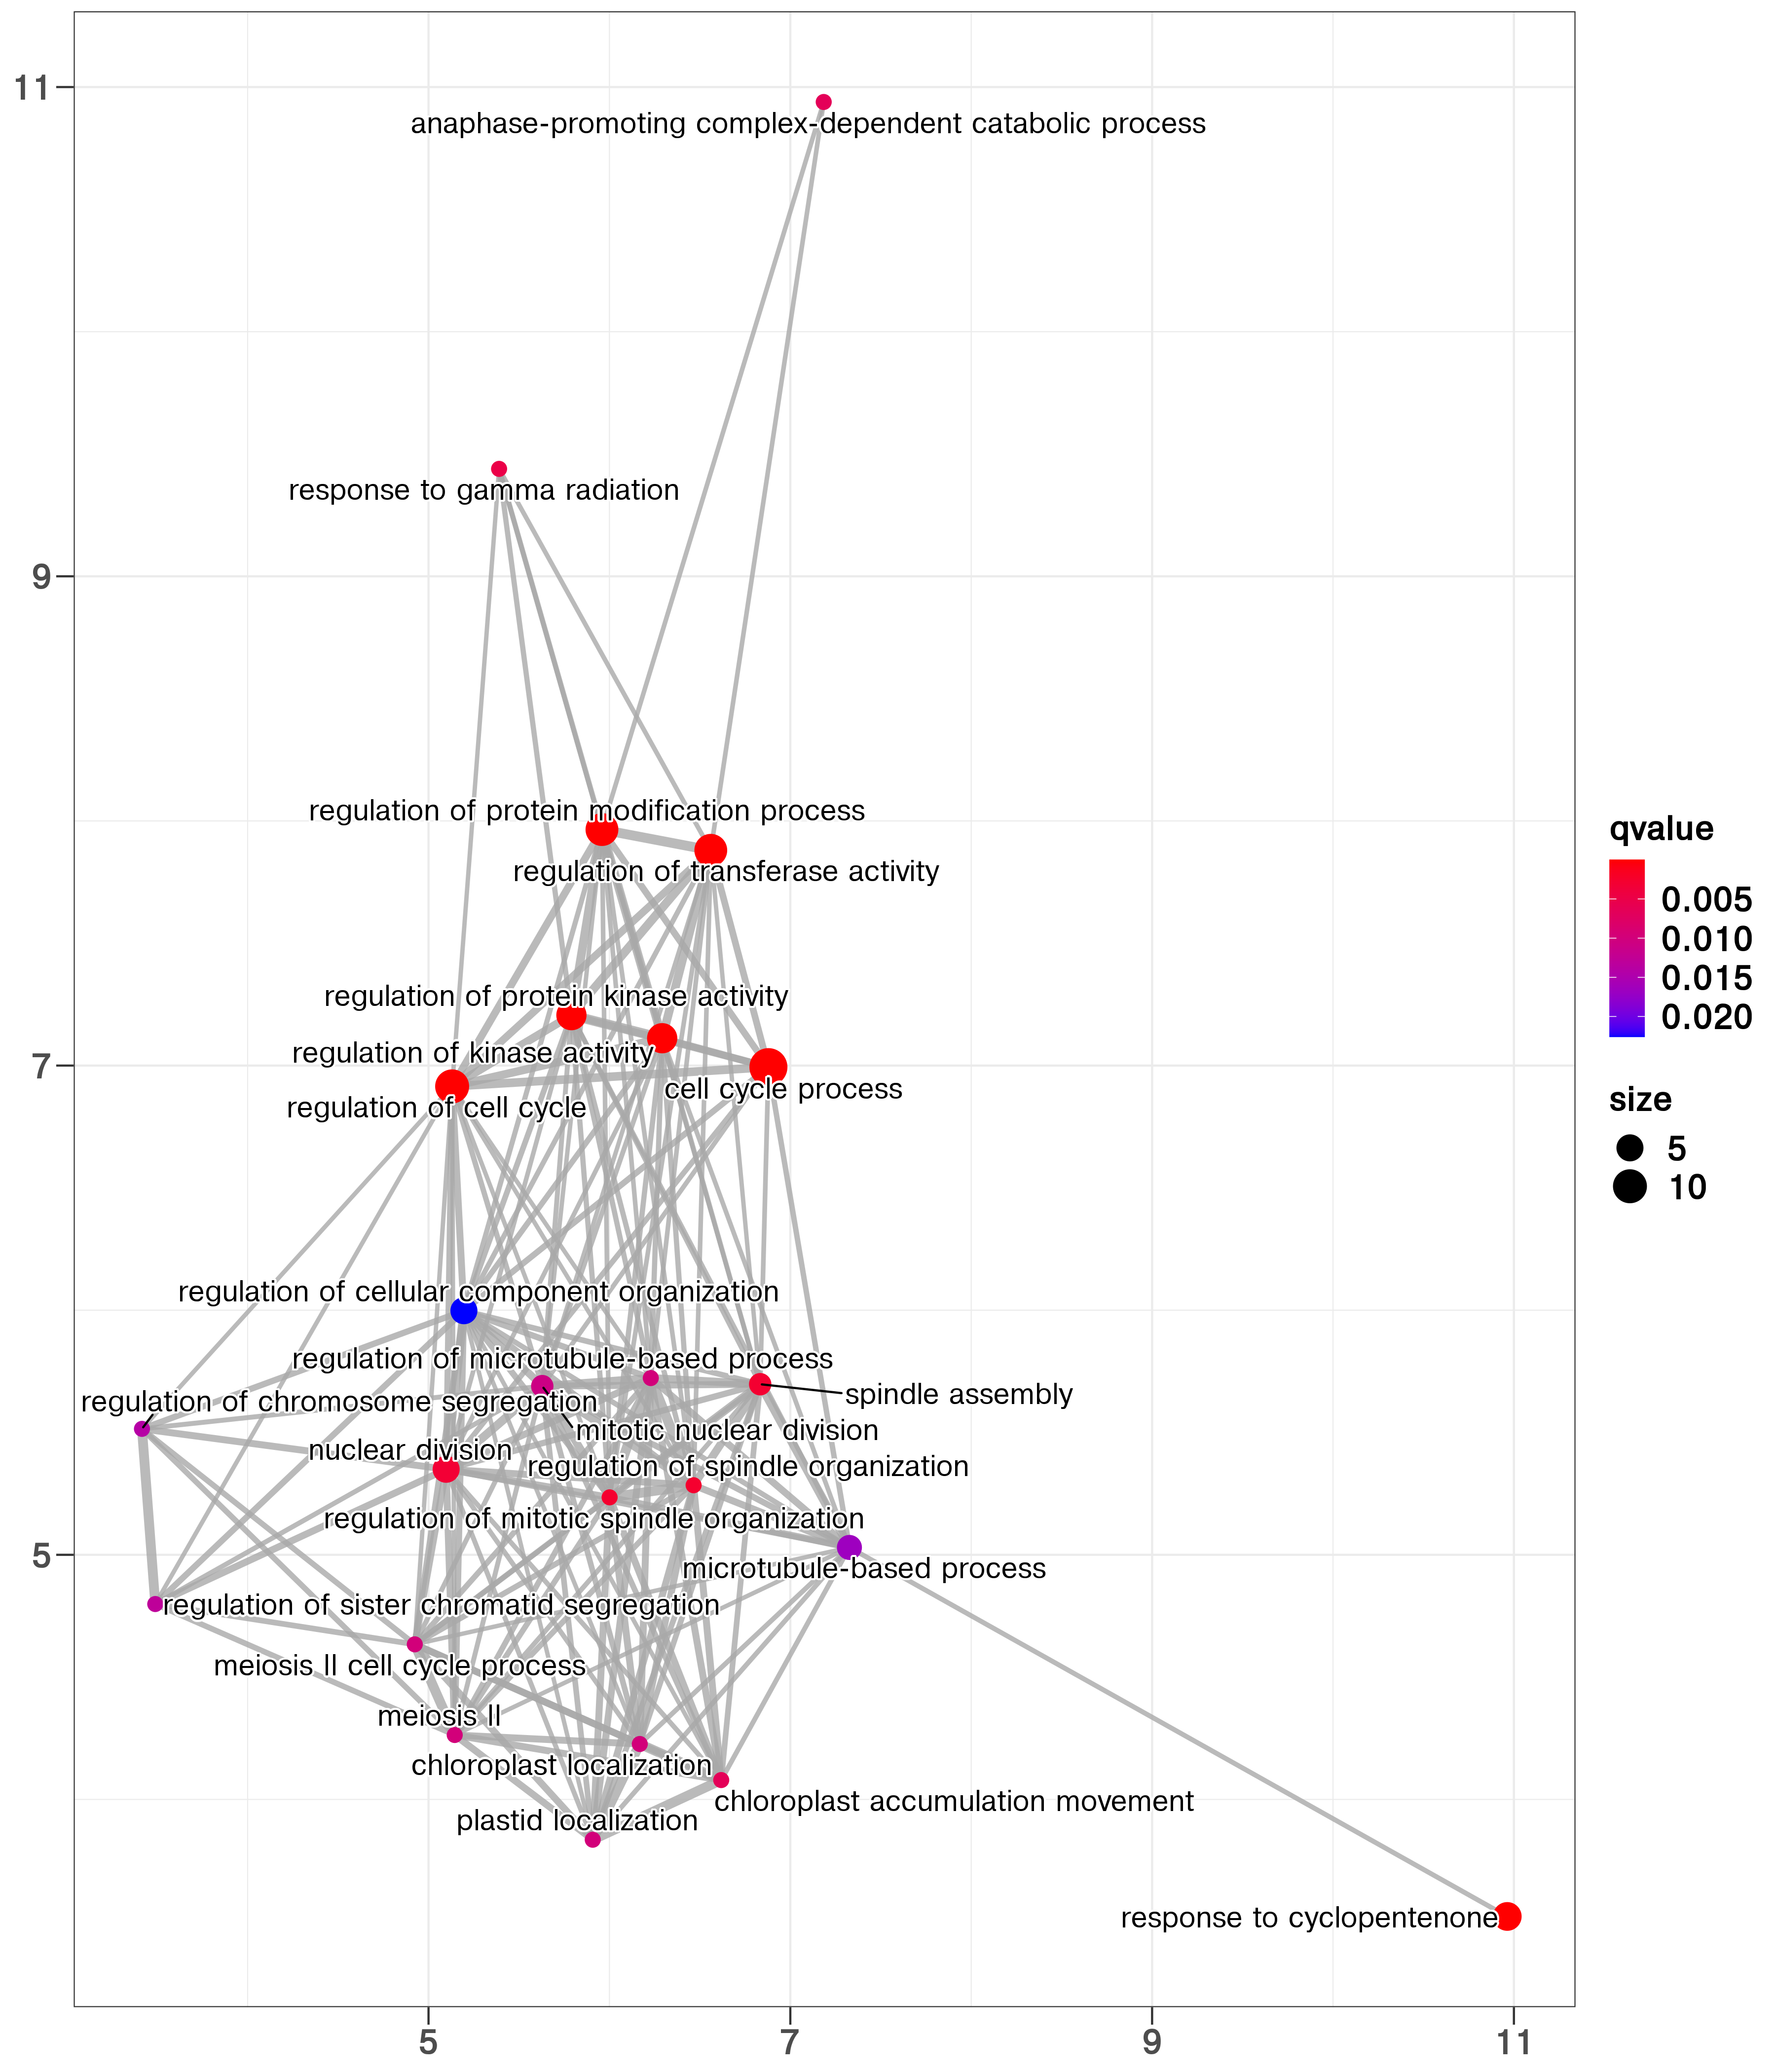 11
anaphase-promoting complex-dependent catabolic process
response to gamma radiation
9
regulation of protein modification process
regulation of transferase activity
regulation of protein kinase activity
regulation of kinase activity
7
cell cycle process
regulation of cell cycle
regulation of cellular component organization
regulation of microtubule-based process
spindle assembly
regulation of chromosome segregation
mitotic nuclear division
nuclear division
regulation of spindle organization
regulation of mitotic spindle organization
5
microtubule-based process
regulation of sister chromatid segregation
meiosis II cell cycle process
meiosis II
chloroplast localization
chloroplast accumulation movement
plastid localization
response to cyclopentenone
5
7
9
11
qvalue
0.005
0.010
0.015
0.020
size
5
10